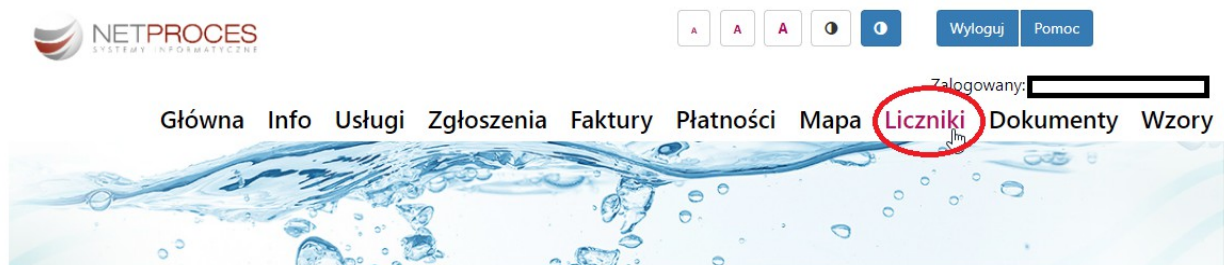 NETPROCES
SYSTEMY INFORMATYCZNE
A A A Wyloguj Pomoc
Zalogowany:
Główna Info Usługi Zgłoszenia Faktury Płatności Mapa Liczniki Dokumenty Wzory